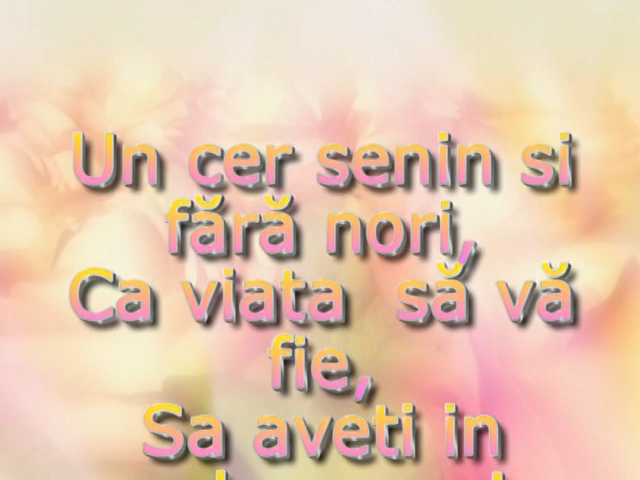 Un cer senin si
fără nori,
Ca viata  să vă
fie,
Sa aveti in